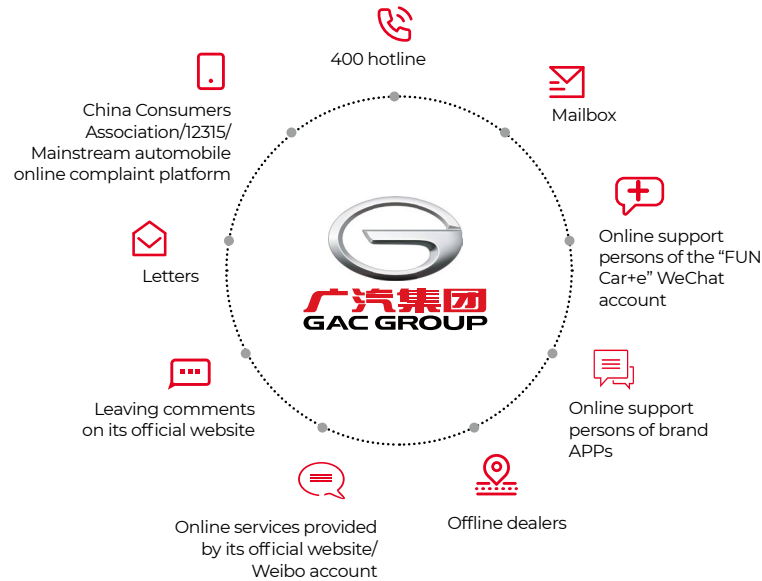 400 hotline
Mailbox
Online support
persons of the “FUN
Car+e” WeChat
account
Online support
persons of brand
APPs
Offline dealers
Online services provided
by its official website/
Weibo account
Leaving comments
on its official website
Letters
China Consumers
Association/12315/
Mainstream automobile
online complaint platform
广汽集团
GAC GROUP